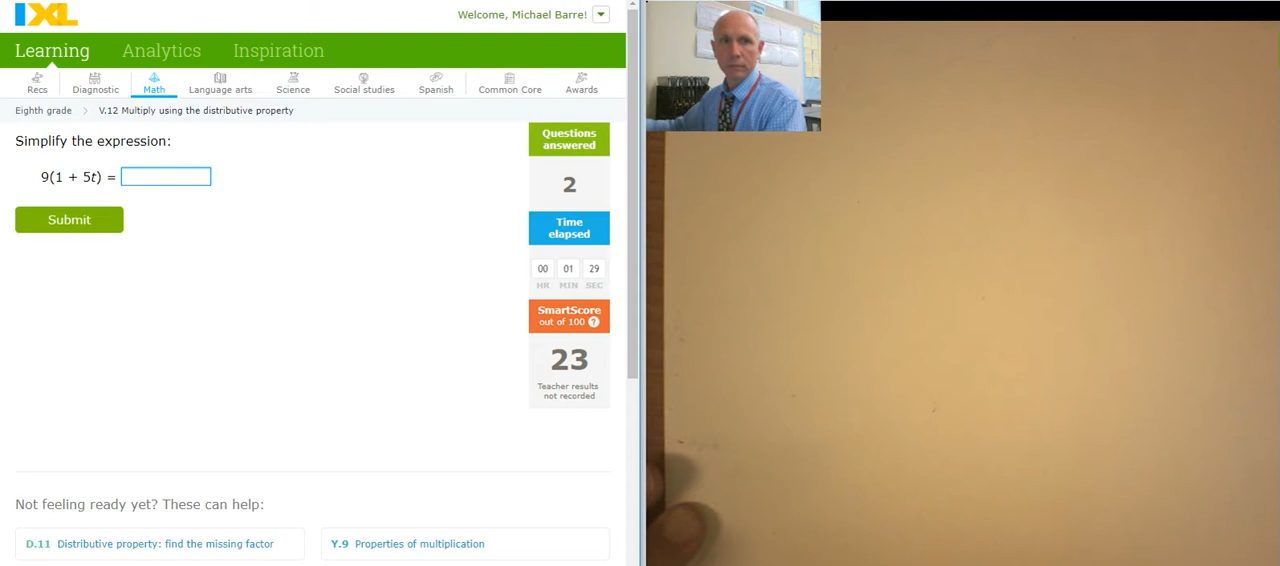 IXL
Welcome, Michael Barre!
Learning Analytics Inspiration
Recs Diagnostic Math Language arts Science Social studies Spanish Common Core Awards
Eighth grade > V.12 Multiply using the distributive property
Simplify the expression:
9(1 + 5t) =
Submit
Questions answered
2
Time elapsed
00 01 29
HR MIN SEC
SmartScore
out of 100 ?
23
Teacher results not recorded
Not feeling ready yet? These can help:
D.11 Distributive property: find the missing factor
Y.9 Properties of multiplication